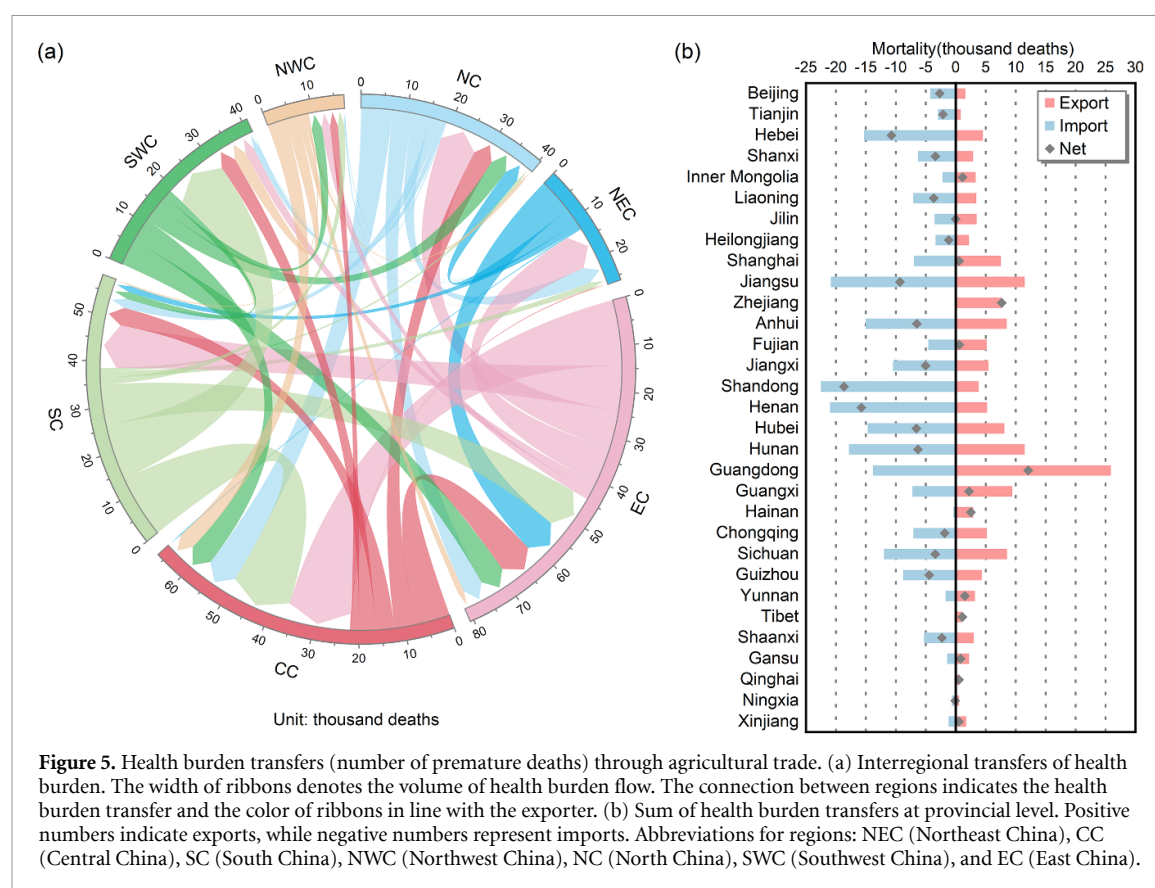 (a)
NWC
0
10
NC
0
10
20
30
40
NEC
0
10
20
EC
0
10
20
30
40
50
60
70
80
CC
0
10
20
30
40
50
60
SC
0
10
20
30
40
50
SWC
0
10
20
30
40
Unit: thousand deaths
(b)
Mortality(thousand deaths)
-25 -20 -15 -10 -5 0 5 10 15 20 25 30
Export
Import
Net
Beijing
Tianjin
Hebei
Shanxi
Inner Mongolia
Liaoning
Jilin
Heilongjiang
Shanghai
Jiangsu
Zhejiang
Anhui
Fujian
Jiangxi
Shandong
Henan
Hubei
Hunan
Guangdong
Guangxi
Hainan
Chongqing
Sichuan
Guizhou
Yunnan
Tibet
Shaanxi
Gansu
Qinghai
Ningxia
Xinjiang
Figure 5. Health burden transfers (number of premature deaths) through agricultural trade. (a) Interregional transfers of health
burden. The width of ribbons denotes the volume of health burden flow. The connection between regions indicates the health
burden transfer and the color of ribbons in line with the exporter. (b) Sum of health burden transfers at provincial level. Positive
numbers indicate exports, while negative numbers represent imports. Abbreviations for regions: NEC (Northeast China), CC
(Central China), SC (South China), NWC (Northwest China), NC (North China), SWC (Southwest China), and EC (East China).